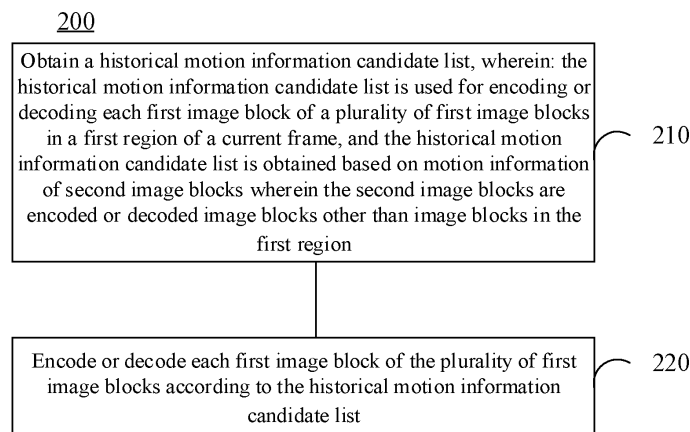 200
Obtain a historical motion information candidate list, wherein: the
historical motion information candidate list is used for encoding or
decoding each first image block of a plurality of first image blocks
in a first region of a current frame, and the historical motion
information candidate list is obtained based on motion information
of second image blocks wherein the second image blocks are
encoded or decoded image blocks other than image blocks in the
first region
210
Encode or decode each first image block of the plurality of first
image blocks according to the historical motion information
candidate list
220